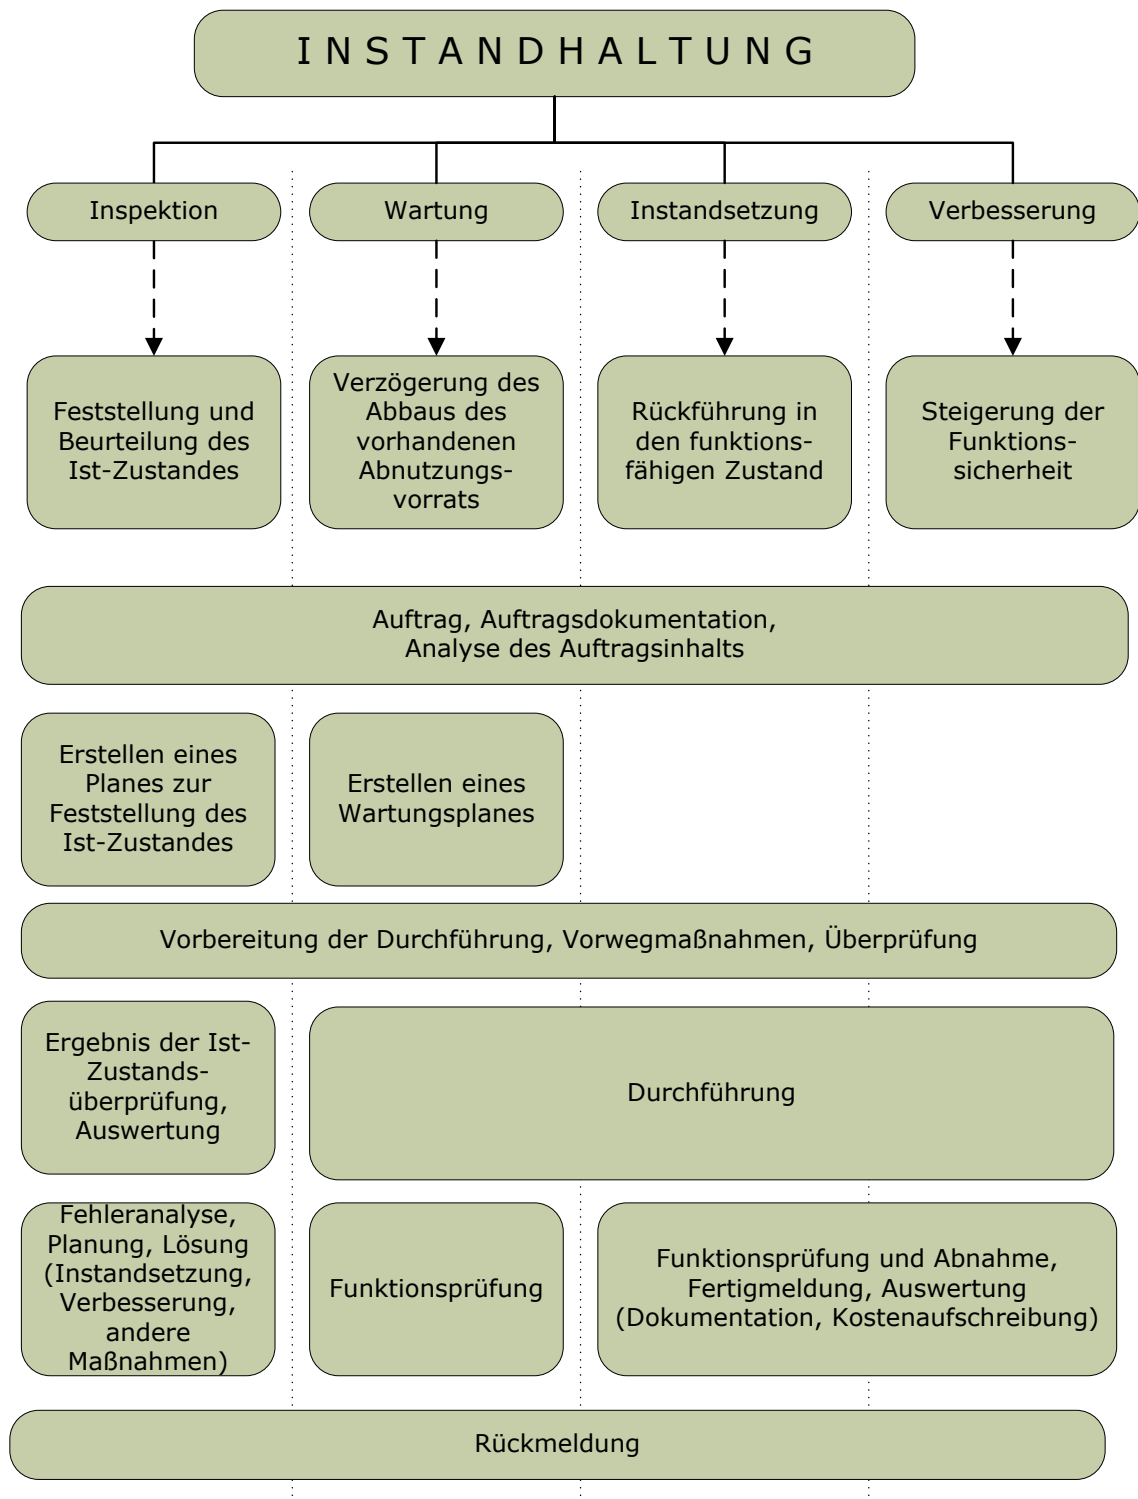 INSTANDHALTUNG
Inspektion
Wartung
Instandsetzung
Verbesserung
Feststellung und
Beurteilung des
Ist-Zustandes
Verzögerung des
Abbaus des
vorhandenen
Abnutzungs-
vorrats
Rückführung in
den funktions-
fähigen Zustand
Steigerung der
Funktions-
sicherheit
Auftrag, Auftragsdokumentation,
Analyse des Auftragsinhalts
Erstellen eines
Planes zur
Feststellung des
Ist-Zustandes
Erstellen eines
Wartungsplanes
Vorbereitung der Durchführung, Vorwegmaßnahmen, Überprüfung
Ergebnis der Ist-
Zustands-
überprüfung,
Auswertung
Durchführung
Fehleranalyse,
Planung, Lösung
(Instandsetzung,
Verbesserung,
andere
Maßnahmen)
Funktionsprüfung
Funktionsprüfung und Abnahme,
Fertigmeldung, Auswertung
(Dokumentation, Kostenaufschreibung)
Rückmeldung